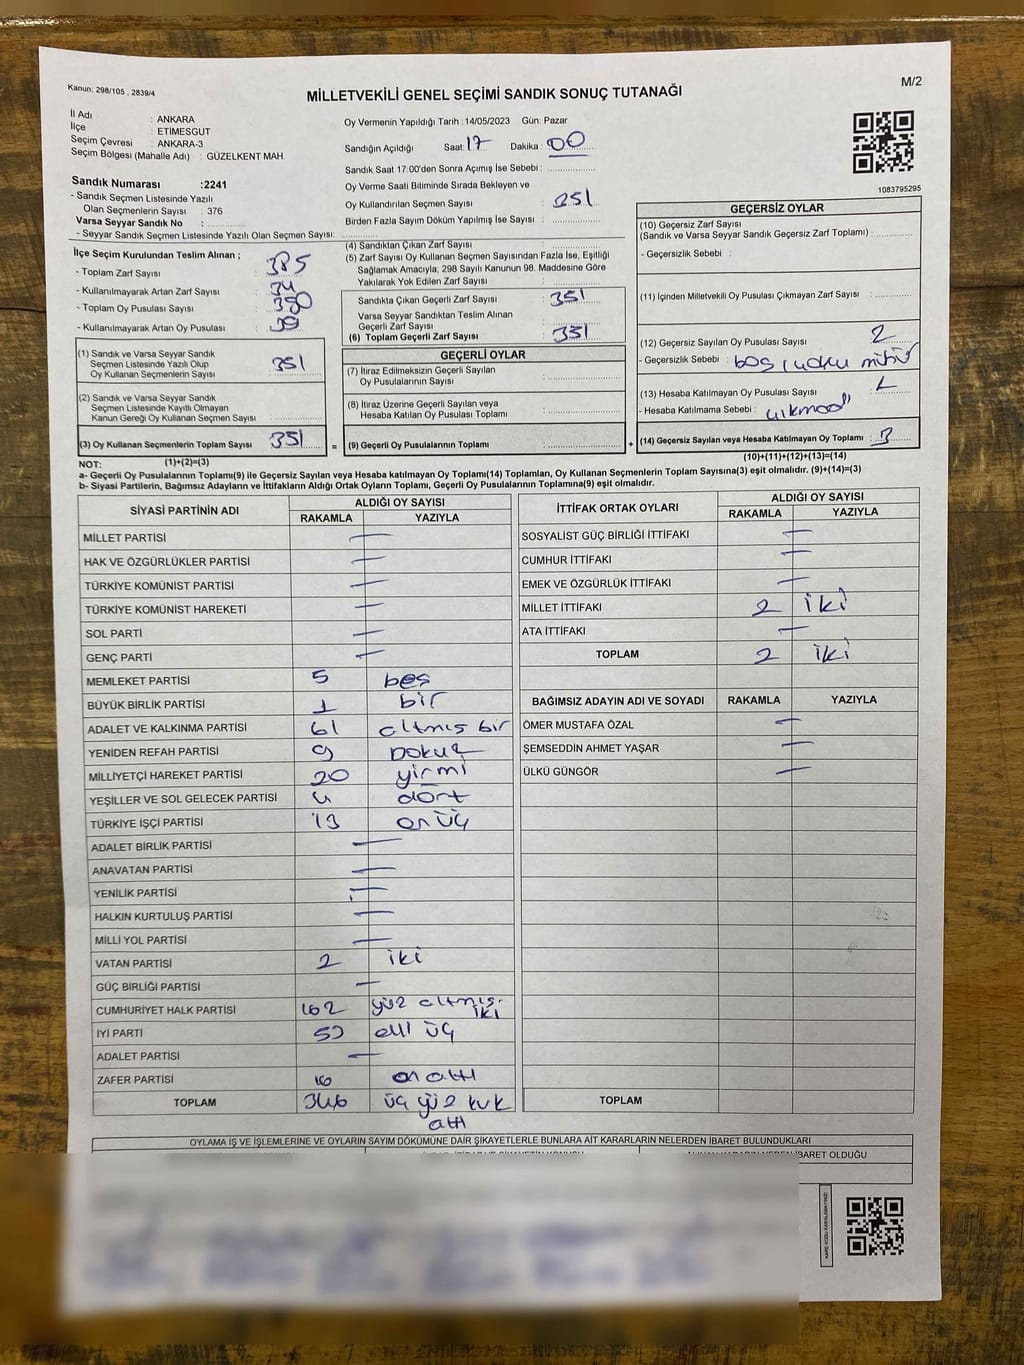 Kanun: 298/105 , 2839/4
M/2
MİLLETVEKİLİ GENEL SEÇİMİ SANDIK SONUÇ TUTANAĞI
İl Adı : ANKARA
İlçe : ETİMESGUT
Seçim Çevresi : ANKARA-3
Seçim Bölgesi (Mahalle Adı) : GÜZELKENT MAH.
Sandık Numarası :2241
- Sandık Seçmen Listesinde Yazılı
Olan Seçmenlerin Sayısı : 376
Varsa Seyyar Sandık No :
- Seyyar Sandık Seçmen Listesinde Yazılı Olan Seçmen Sayısı:
Oy Vermenin Yapıldığı Tarih :14/05/2023 Gün: Pazar
Sandığın Açıldığı Saat: 17 Dakika : 00
Sandık Saat 17:00'den Sonra Açımış İse Sebebi :
Oy Verme Saati Bitiminde Sırada Bekleyen ve
Oy Kullandırılan Seçmen Sayısı : 351
Birden Fazla Sayım Döküm Yapılmış İse Sayısı :
1083795295
İlçe Seçim Kurulundan Teslim Alınan ;
- Toplam Zarf Sayısı : 385
- Kullanılmayarak Artan Zarf Sayısı : 34
- Toplam Oy Pusulası : 390
- Kullanılmayarak Artan Oy Pusulası : 39
(4) Sandıktan Çıkan Zarf Sayısı :
(5) Zarf Sayısı Oy Kullanan Seçmen Sayısından Fazla İse, Eşitliği
Sağlamak Amacıyla, 298 Sayılı Kanunun 98. Maddesine Göre
Yakılarak Yok Edilen Zarf Sayısı :
Sandıkta Çıkan Geçerli Zarf Sayısı : 351
Varsa Seyyar Sandıktan Teslim Alınan
Geçerli Zarf Sayısı :
(6) Toplam Geçerli Zarf Sayısı : 351
GEÇERSİZ OYLAR
(10) Geçersiz Zarf Sayısı
(Sandık ve Varsa Seyyar Sandık Geçersiz Zarf Toplamı) :
- Geçersizlik Sebebi :
(11) İçinden Milletvekili Oy Pusulası Çıkmayan Zarf Sayısı :
(12) Geçersiz Sayılan Oy Pusulası Sayısı : 2
- Geçersizlik Sebebi : boş,
(13) Hesaba Katılmayan Oy Pusulası Sayısı :
- Hesaba Katılmama Sebebi : çıkmadı
(14) Geçersiz Sayılan veya Hesaba Katılmayan Oy Toplamı : 3
(10)+(11)+(12)+(13)=(14)
(1) Sandık ve Varsa Seyyar Sandık
Seçmen Listesinde Yazılı Olup
Oy Kullanan Seçmenlerin Sayısı : 351
(2) Sandık ve Varsa Seyyar Sandık
Seçmen Listesinde Kayıtlı Olmayan
Kanun Gereği Oy Kullanan Seçmen Sayısı :
(3) Oy Kullanan Seçmenlerin Toplam Sayısı : 351
(1)+(2)=(3)
GEÇERLİ OYLAR
(7) İtiraz Edilmeksizin Geçerli Sayılan
Oy Pusulalarının Sayısı :
(8) İtiraz Üzerine Geçerli Sayılan veya
Hesaba Katılan Oy Pusulası Toplamı :
= (9) Geçerli Oy Pusulalarının Toplamı : +
NOT:
a- Geçerli Oy Pusulalarının Toplamı(9) ile Geçersiz Sayılan veya Hesaba katılmayan Oy Toplamı(14) Toplamları, Oy Kullanan Seçmenlerin Toplam Sayısına(3) eşit olmalıdır. (9)+(14)=(3)
b- Siyasi Partilerin, Bağımsız Adayların ve İttifakların Aldığı Ortak Oyların Toplamı, Geçerli Oy Pusulalarının Toplamına(9) eşit olmalıdır.
SİYASİ PARTİNİN ADI ALDIĞI OY SAYISI
RAKAMLA YAZIYLA
MİLLET PARTİSİ —
HAK VE ÖZGÜRLÜKLER PARTİSİ —
TÜRKİYE KOMÜNİST PARTİSİ —
TÜRKİYE KOMÜNİST HAREKETİ —
SOL PARTİ —
GENÇ PARTİ —
MEMLEKET PARTİSİ 5 beş
BÜYÜK BİRLİK PARTİSİ 1 bir
ADALET VE KALKINMA PARTİSİ 61 altmış bir
YENİDEN REFAH PARTİSİ 9 Dokuz
MİLLİYETÇİ HAREKET PARTİSİ 20 yirmi
YEŞİLLER VE SOL GELECEK PARTİSİ 4 dört
TÜRKİYE İŞÇİ PARTİSİ 13 on üç
ADALET BİRLİK PARTİSİ —
ANAVATAN PARTİSİ —
YENİLİK PARTİSİ —
HALKIN KURTULUŞ PARTİSİ —
MİLLİ YOL PARTİSİ —
VATAN PARTİSİ 2 iki
GÜÇ BİRLİĞİ PARTİSİ —
CUMHURİYET HALK PARTİSİ 162 yüz altmış iki
İYİ PARTİ 53 elli üç
ADALET PARTİSİ —
ZAFER PARTİSİ 16 on altı
TOPLAM 346 üç yüz kırk altı
İTTİFAK ORTAK OYLARI ALDIĞI OY SAYISI
RAKAMLA YAZIYLA
SOSYALİST GÜÇ BİRLİĞİ İTTİFAKI —
CUMHUR İTTİFAKI —
EMEK VE ÖZGÜRLÜK İTTİFAKI —
MİLLET İTTİFAKI 2 iki
ATA İTTİFAKI —
TOPLAM 2 iki
BAĞIMSIZ ADAYIN ADI VE SOYADI RAKAMLA YAZIYLA
ÖMER MUSTAFA ÖZAL —
ŞEMSEDDİN AHMET YAŞAR —
ÜLKÜ GÜNGÖR —
TOPLAM
OYLAMA İŞ VE İŞLEMLERİNE VE OYLARIN SAYIM DÖKÜMÜNE DAİR ŞİKAYETLERLE BUNLARA AİT KARARLARIN NELERDEN İBARET BULUNDUKLARI
İBARET OLDUĞU